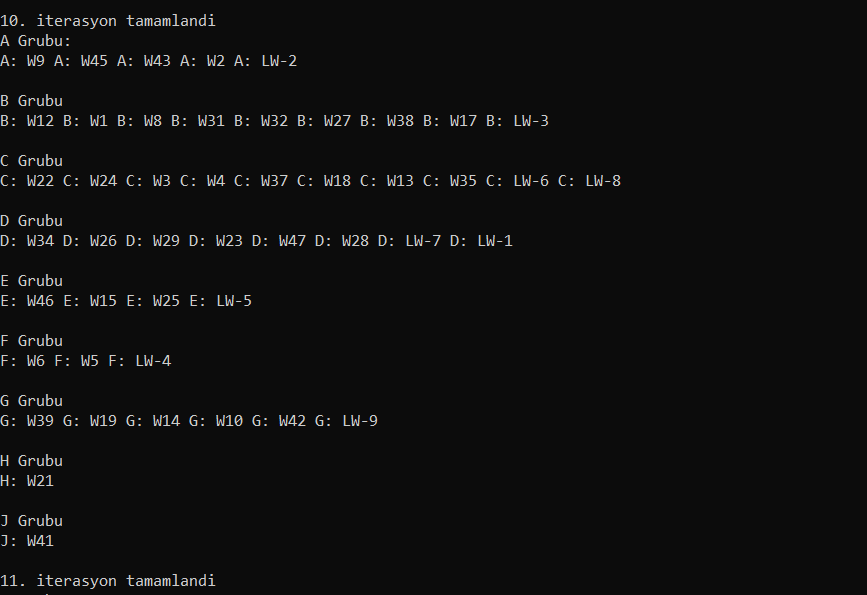 10. iterasyon tamamlandi
A Grubu:
A: W9 A: W45 A: W43 A: W2 A: LW-2
B Grubu
B: W12 B: W1 B: W8 B: W31 B: W32 B: W27 B: W38 B: W17 B: LW-3
C Grubu
C: W22 C: W24 C: W3 C: W4 C: W37 C: W18 C: W13 C: W35 C: LW-6 C: LW-8
D Grubu
D: W34 D: W26 D: W29 D: W23 D: W47 D: W28 D: LW-7 D: LW-1
E Grubu
E: W46 E: W15 E: W25 E: LW-5
F Grubu
F: W6 F: W5 F: LW-4
G Grubu
G: W39 G: W19 G: W14 G: W10 G: W42 G: LW-9
H Grubu
H: W21
J Grubu
J: W41
11. iterasyon tamamlandi